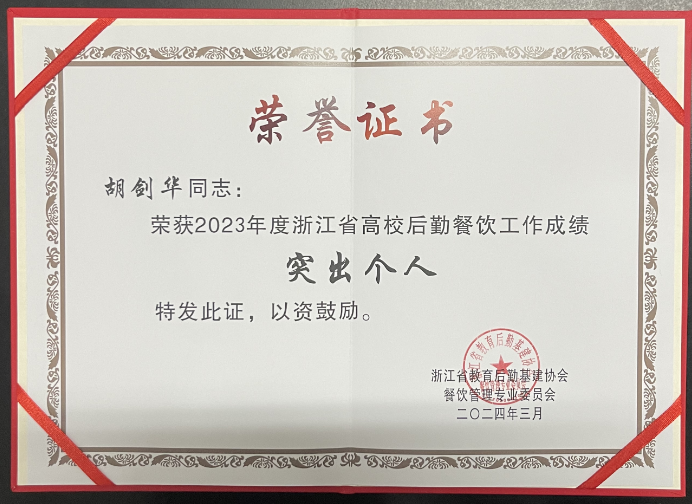 荣誉证书
胡剑华同志：
荣获2023年度浙江省高校后勤餐饮工作成绩
突出个人
特发此证，以资鼓励。
浙江省教育后勤基建协会
餐饮管理专业委员会
二〇二四年三月